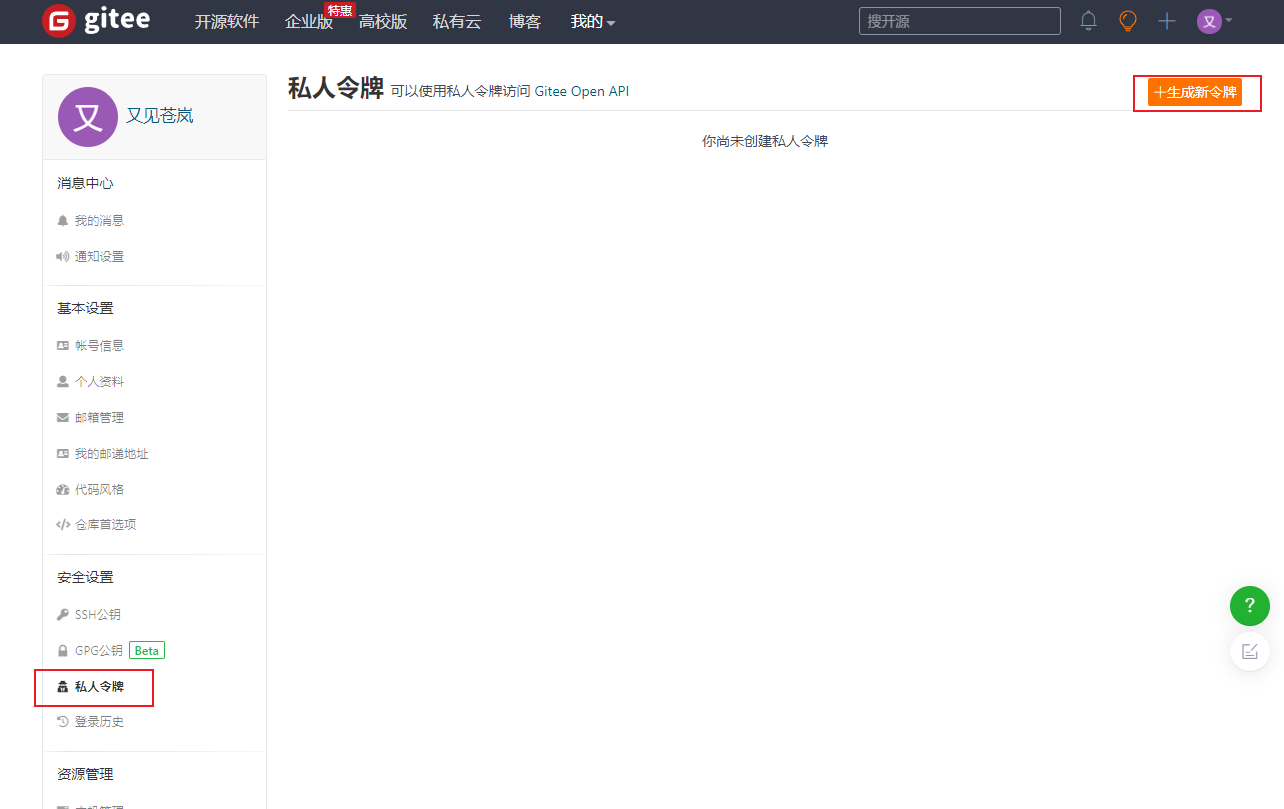 gitee 开源软件 企业版 特惠 高校版 私有云 博客 我的 搜开源 又
又 又见苍岚
私人令牌 可以使用私人令牌访问 Gitee Open API
+生成新令牌
你尚未创建私人令牌
消息中心
我的消息
通知设置
基本设置
帐号信息
个人资料
邮箱管理
我的邮递地址
代码风格
仓库首选项
安全设置
SSH公钥
GPG公钥 Beta
私人令牌
登录历史
资源管理
?